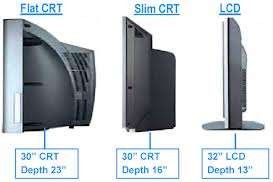 Flat CRT
Slim CRT
LCD
30” CRT
Depth 23”
30” CRT
Depth 16”
32” LCD
Depth 13”